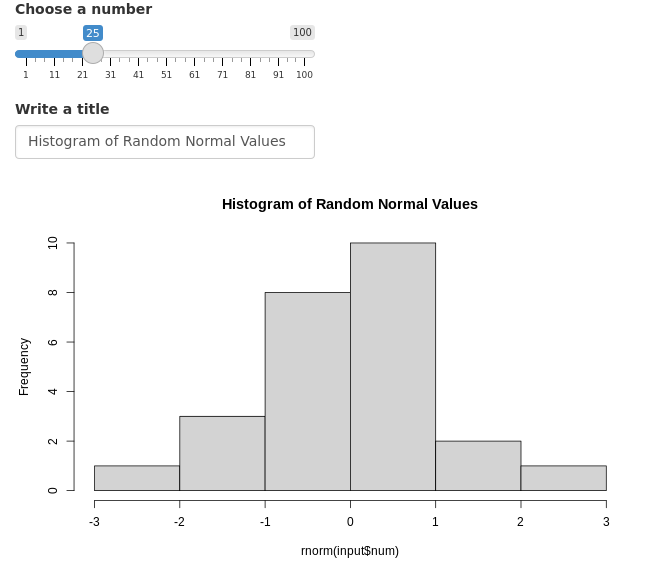 Choose a number
1 25 100
1 11 21 31 41 51 61 71 81 91 100
Write a title
Histogram of Random Normal Values
Histogram of Random Normal Values
10
8
6
4
2
0
Frequency
-3 -2 -1 0 1 2 3
rnorm(input$num)